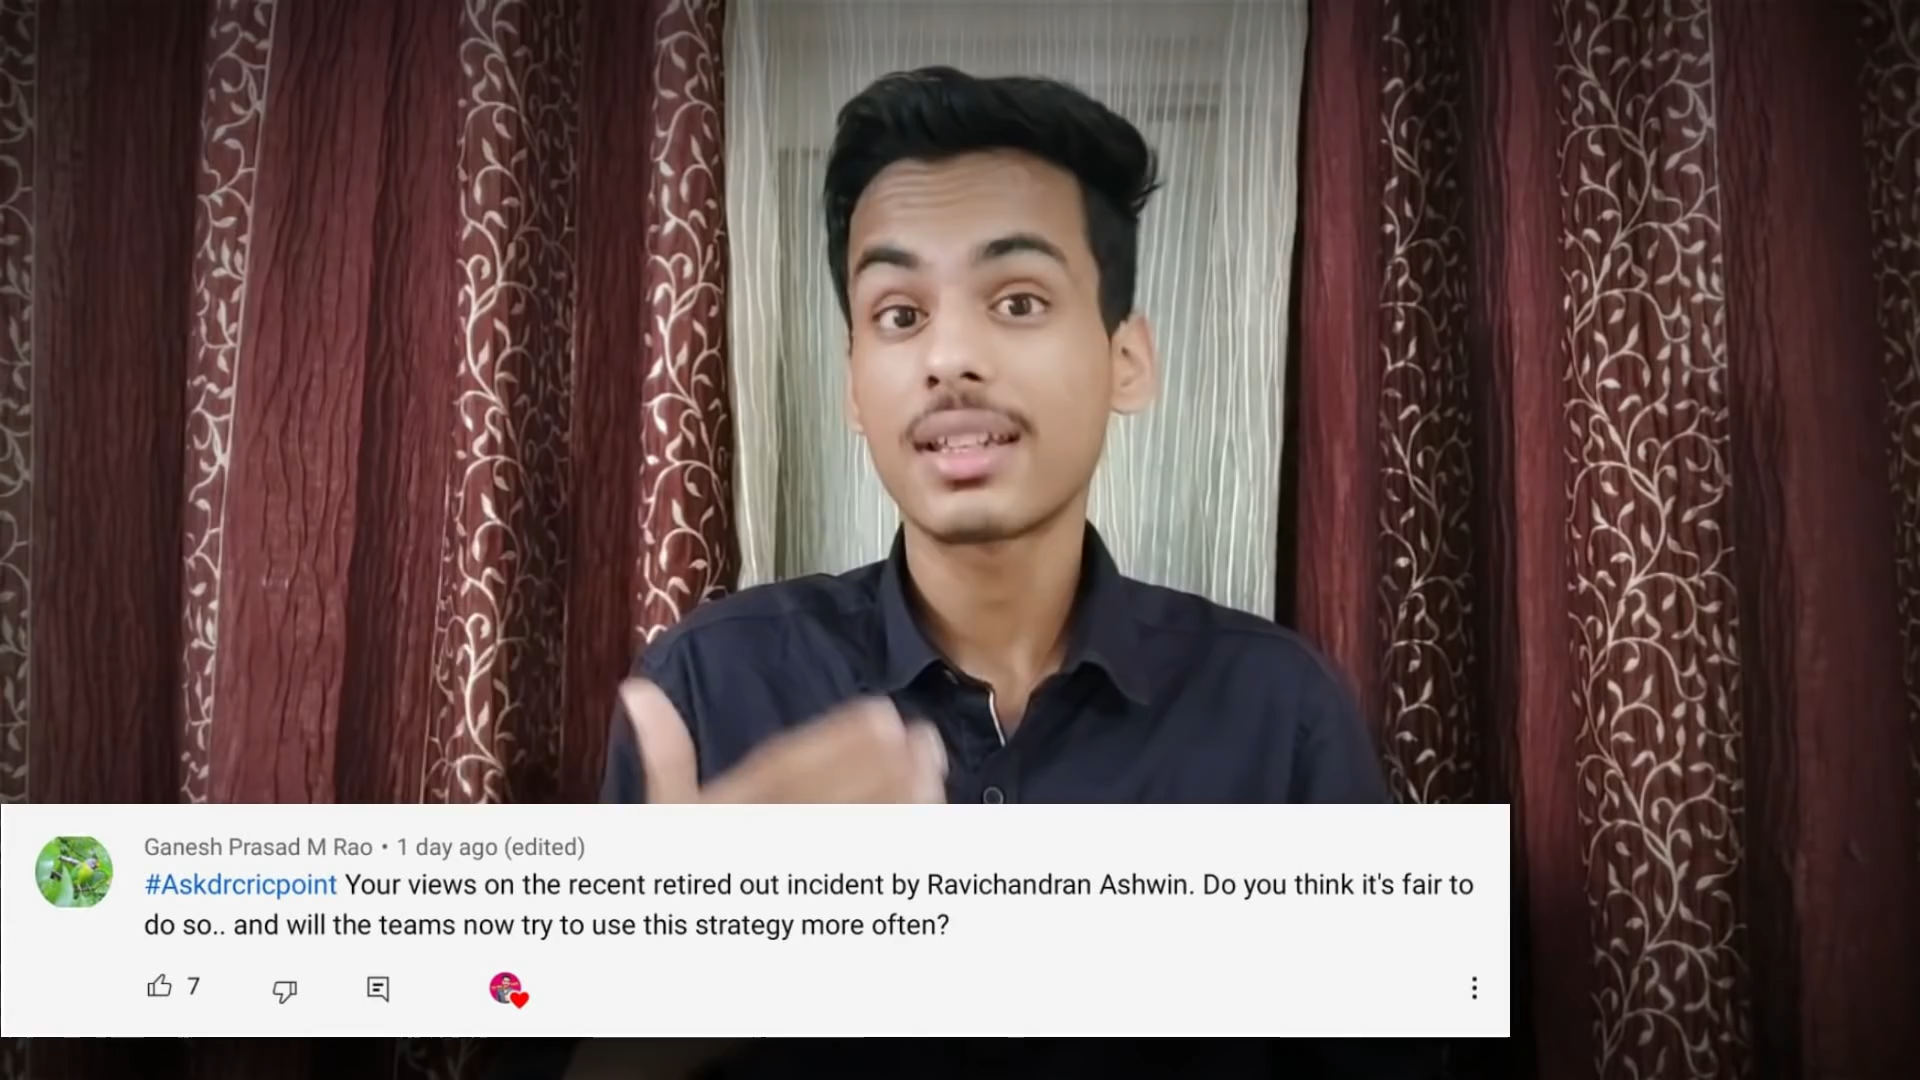 Ganesh Prasad M Rao • 1 day ago (edited)
#Askdrcricpoint Your views on the recent retired out incident by Ravichandran Ashwin. Do you think it's fair to
do so.. and will the teams now try to use this strategy more often?
7